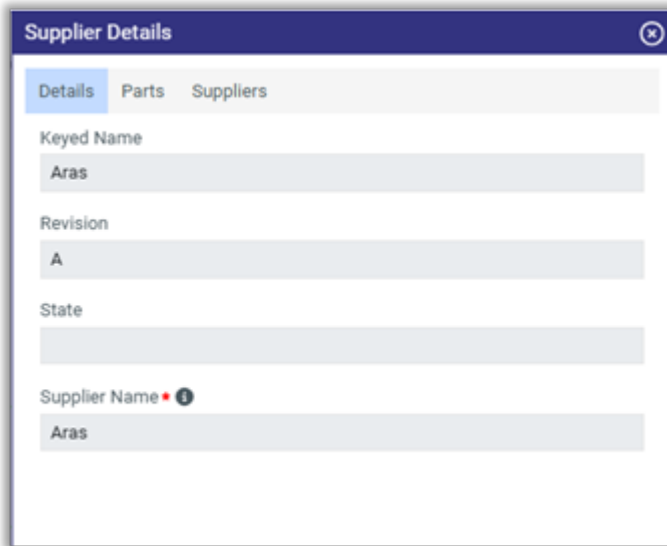 Supplier Details
Details Parts Suppliers
Keyed Name
Aras
Revision
A
State
Supplier Name*
Aras